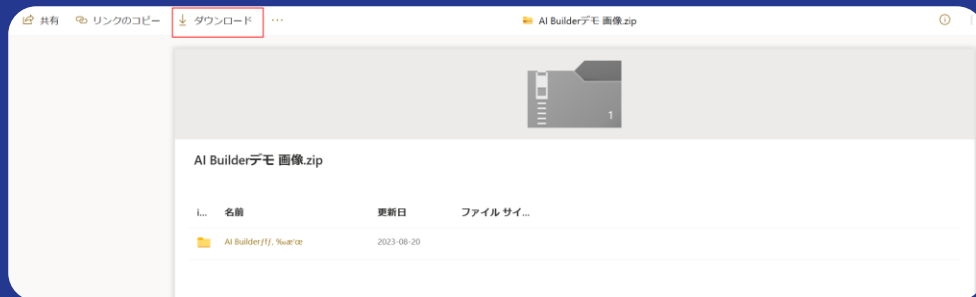 共有 リンクのコピー ダウンロード ... AI Builderデモ 画像.zip
1
AI Builderデモ 画像.zip
i... 名前 更新日 ファイル サイ...
AI Builder 2023-08-20